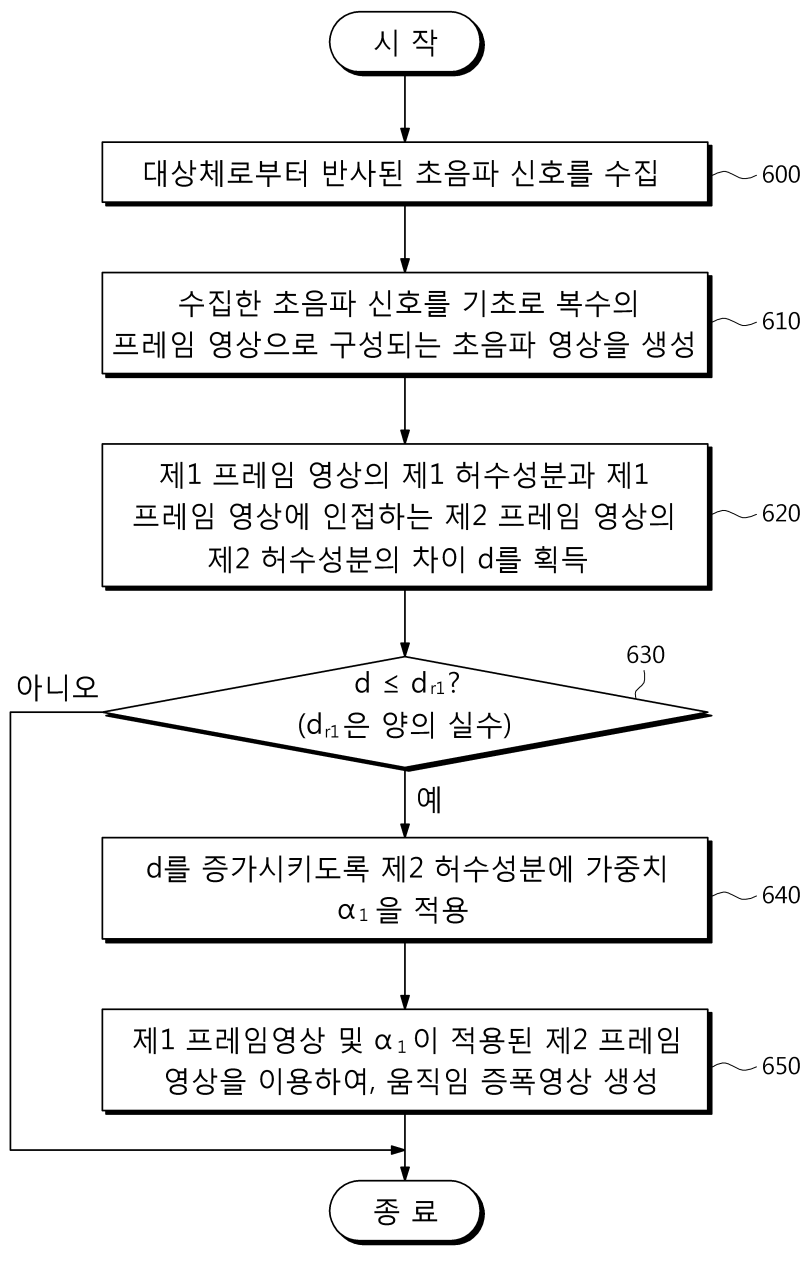 시 작
대상체로부터 반사된 초음파 신호를 수집
600
수집한 초음파 신호를 기초로 복수의
프레임 영상으로 구성되는 초음파 영상을 생성
610
제1 프레임 영상의 제1 허수성분과 제1
프레임 영상에 인접하는 제2 프레임 영상의
제2 허수성분의 차이 d를 획득
620
630
아니오
d ≤ dr1?
(dr1은 양의 실수)
예
d를 증가시키도록 제2 허수성분에 가중치
α1을 적용
640
제1 프레임영상 및 α1이 적용된 제2 프레임
영상을 이용하여, 움직임 증폭영상 생성
650
종 료